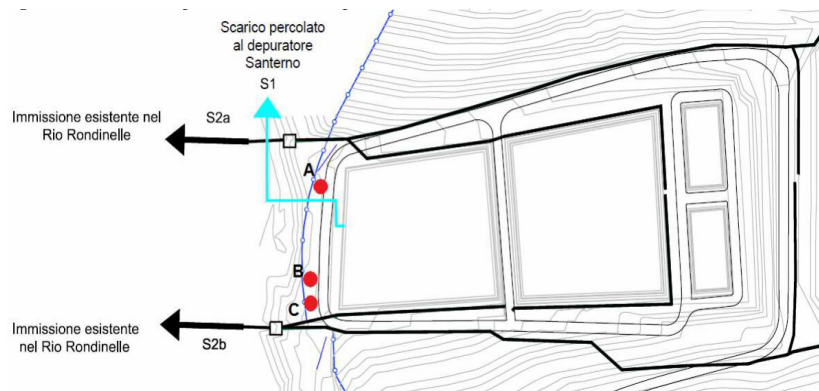 Scarico percolato
al depuratore
Santerno
S1
Immissione esistente nel
Rio Rondinelle
S2a
A
B
C
Immissione esistente
nel Rio Rondinelle
S2b